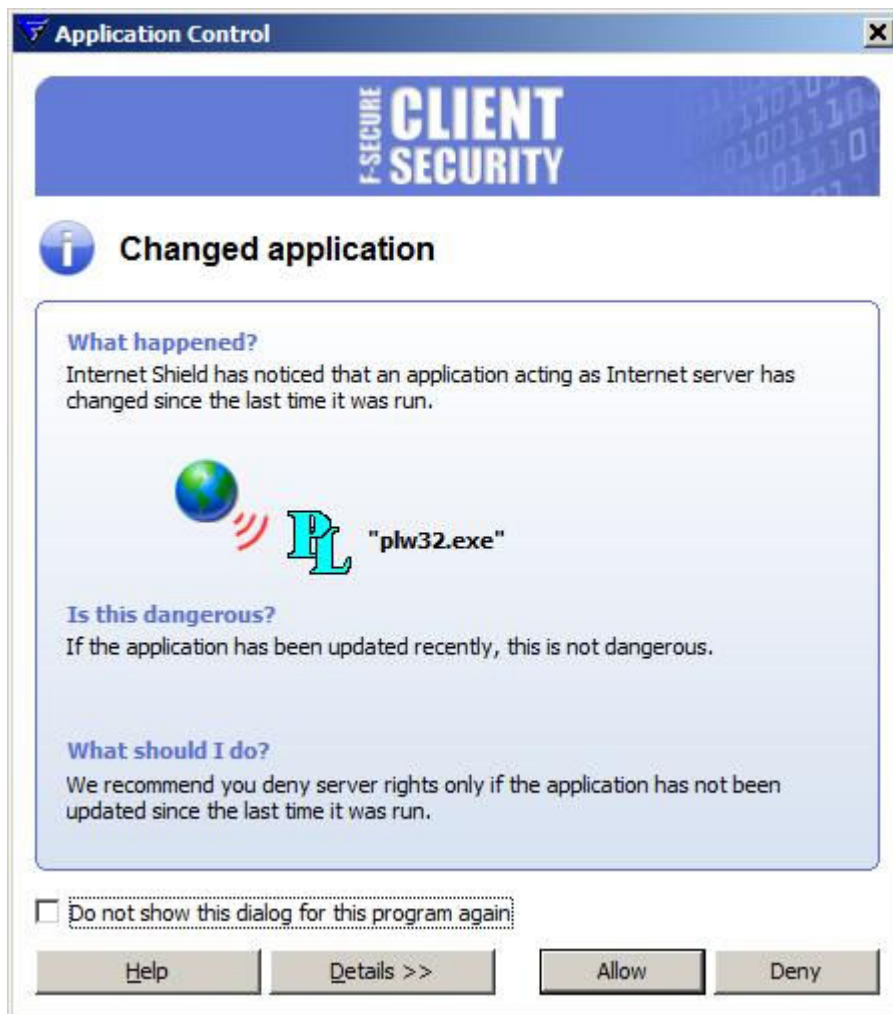 Application Control
F-SECURE
CLIENT
SECURITY
Changed application
What happened?
Internet Shield has noticed that an application acting as Internet server has
changed since the last time it was run.
PL
"plw32.exe"
Is this dangerous?
If the application has been updated recently, this is not dangerous.
What should I do?
We recommend you deny server rights only if the application has not been
updated since the last time it was run.
Do not show this dialog for this program again
Help
Details >>
Allow
Deny